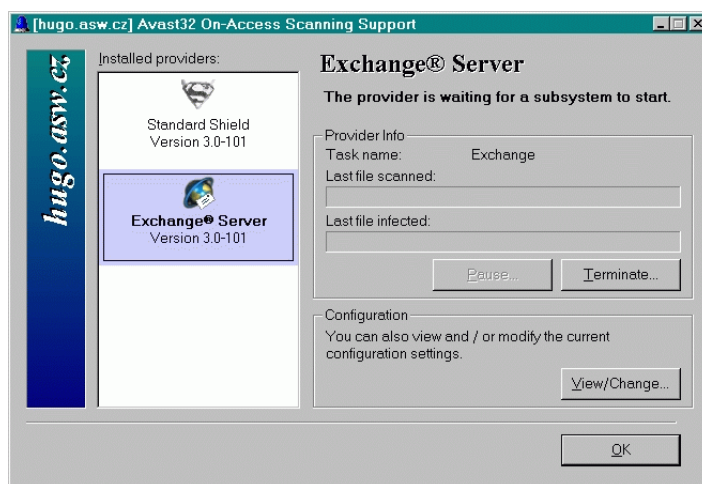 [hugo.asw.cz] Avast32 On-Access Scanning Support
hugo.asw.cz
Installed providers:
Standard Shield
Version 3.0-101
Exchange® Server
Version 3.0-101
Exchange® Server
The provider is waiting for a subsystem to start.
Provider Info
Task name: Exchange
Last file scanned:
Last file infected:
Pause...
Terminate...
Configuration
You can also view and / or modify the current
configuration settings.
View/Change...
OK